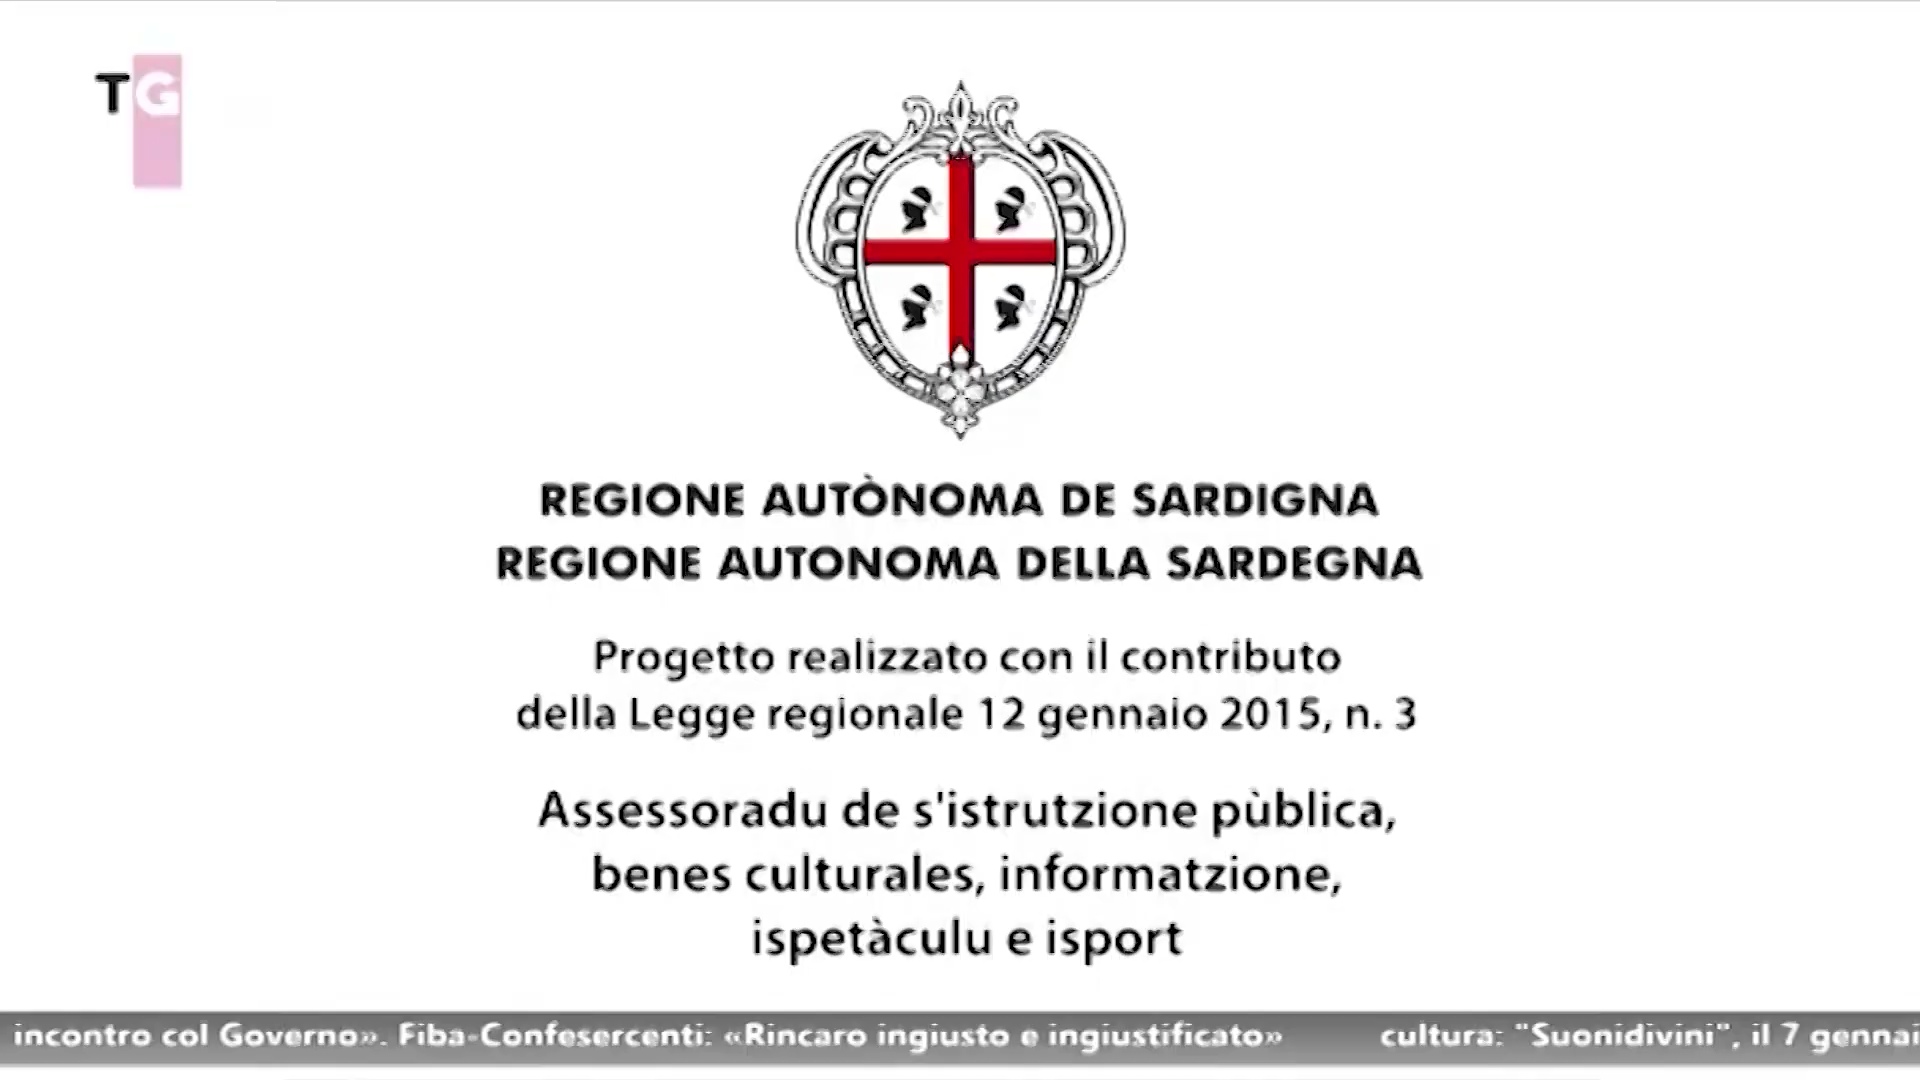 TG
REGIONE AUTÒNOMA DE SARDIGNA
REGIONE AUTONOMA DELLA SARDEGNA
Progetto realizzato con il contributo
della Legge regionale 12 gennaio 2015, n. 3
Assessoradu de s'istrutzione pùblica,
benes culturales, informatzione,
ispetàculu e isport
incontro col Governo». Fiba-Confesercenti: «Rincaro ingiusto e ingiustificato» cultura: "Suonidivini", il 7 gennai